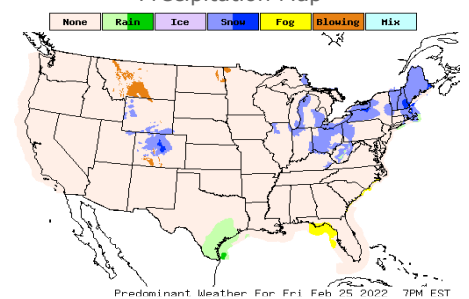 Precipitation Map
None Rain Ice Snow Fog Blowing Mix
Predominant Weather For Fri Feb 25 2022 7PM EST